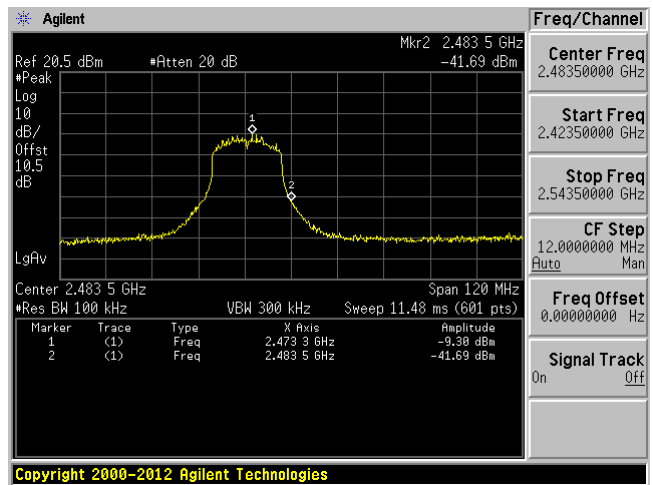 Agilent
Freq/Channel
Mkr2 2.483 5 GHz
Ref 20.5 dBm #Atten 20 dB -41.69 dBm
#Peak
Log
10
dB/
Offst
10.5
dB
LgAv
1
2
Center 2.483 5 GHz Span 120 MHz
#Res BW 100 kHz VBW 300 kHz Sweep 11.48 ms (601 pts)
Marker Trace Type X Axis Amplitude
1 (1) Freq 2.473 3 GHz -9.30 dBm
2 (1) Freq 2.483 5 GHz -41.69 dBm
Center Freq
2.48350000 GHz
Start Freq
2.42350000 GHz
Stop Freq
2.54350000 GHz
CF Step
12.0000000 MHz
Auto Man
Freq Offset
0.00000000 Hz
Signal Track
On Off
Copyright 2000-2012 Agilent Technologies